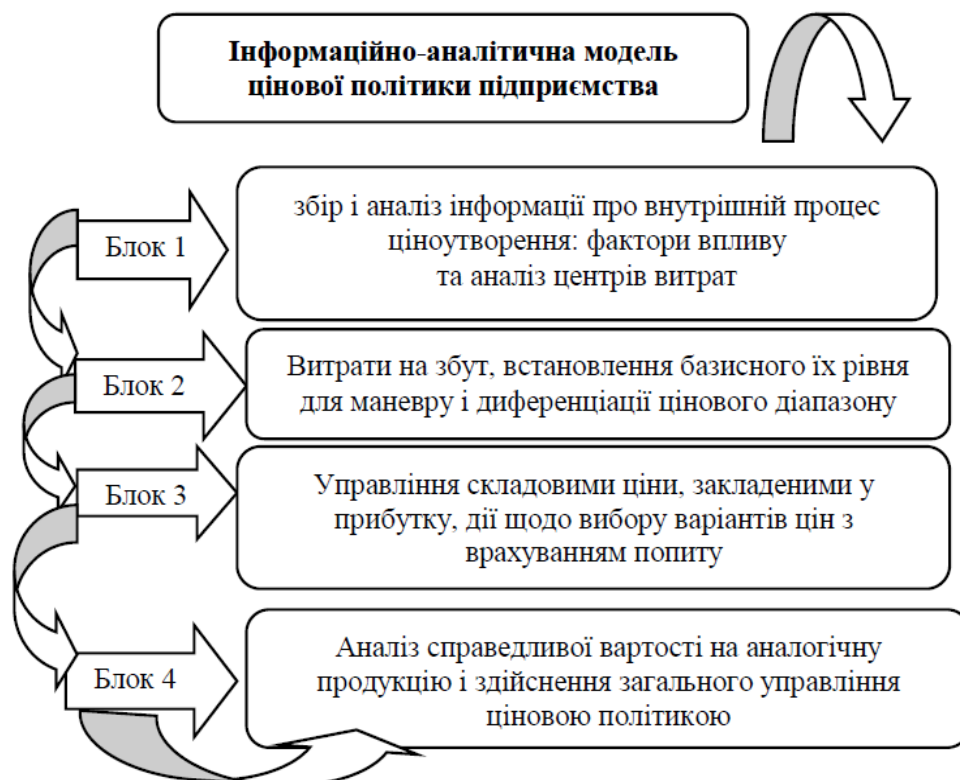 Інформаційно-аналітична модель
цінової політики підприємства
Блок 1
збір і аналіз інформації про внутрішній процес
ціноутворення: фактори впливу
та аналіз центрів витрат
Блок 2
Витрати на збут, встановлення базисного їх рівня
для маневру і диференціації цінового діапазону
Блок 3
Управління складовими ціни, закладеними у
прибутку, дії щодо вибору варіантів цін з
врахуванням попиту
Блок 4
Аналіз справедливої вартості на аналогічну
продукцію і здійснення загального управління
ціновою політикою